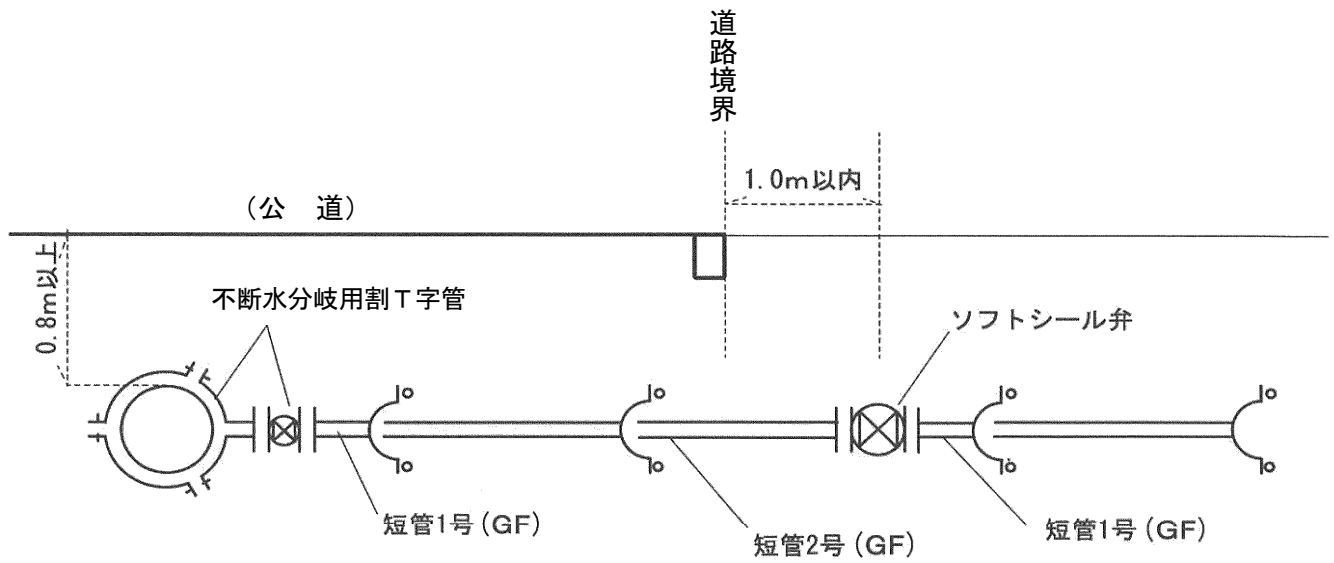 道路境界
1.0m以内
(公　道)
0.8m以上
不断水分岐用割T字管
ソフトシール弁
短管1号(GF)
短管2号(GF)
短管1号(GF)